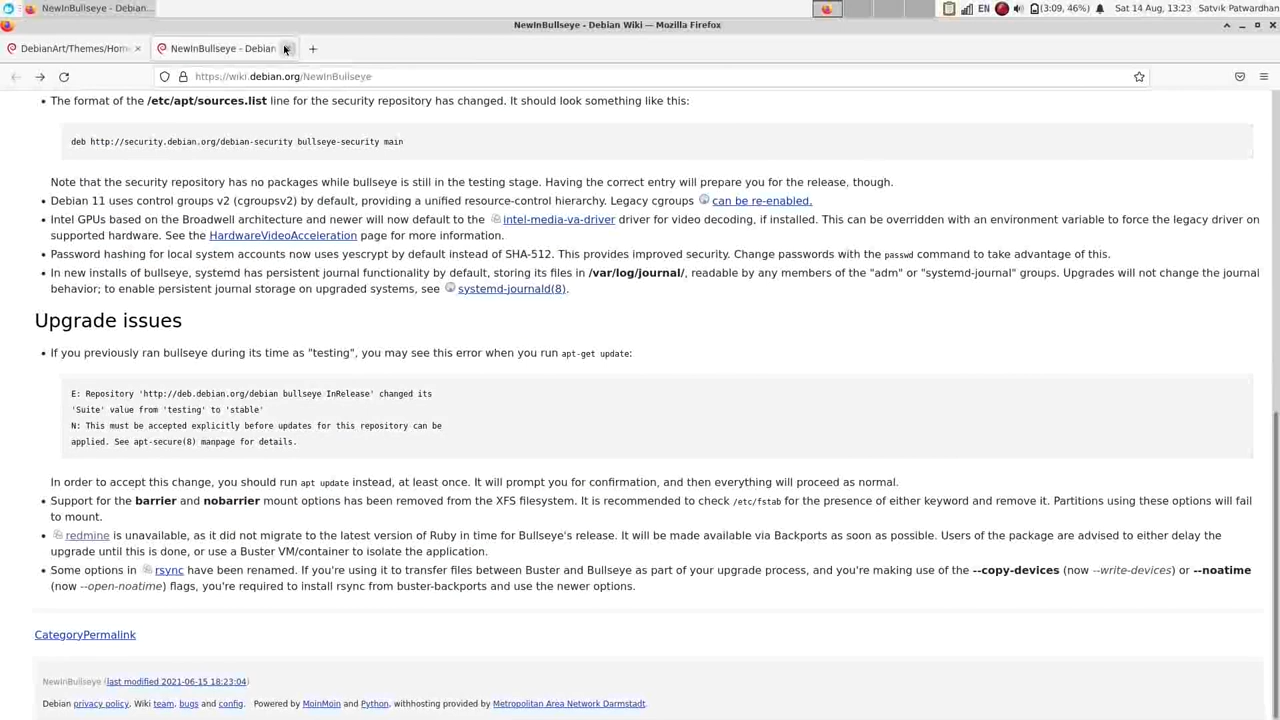 NewInBullseye - Debian...
EN
(3:09, 46%)
Sat 14 Aug, 13:23
Satvik Patwardhan
NewInBullseye - Debian Wiki — Mozilla Firefox
DebianArt/Themes/Hom
NewInBullseye - Debian
https://wiki.debian.org/NewInBullseye
• The format of the /etc/apt/sources.list line for the security repository has changed. It should look something like this:
deb http://security.debian.org/debian-security bullseye-security main
Note that the security repository has no packages while bullseye is still in the testing stage. Having the correct entry will prepare you for the release, though.
• Debian 11 uses control groups v2 (cgroupsv2) by default, providing a unified resource-control hierarchy. Legacy cgroups can be re-enabled.
• Intel GPUs based on the Broadwell architecture and newer will now default to the intel-media-va-driver driver for video decoding, if installed. This can be overridden with an environment variable to force the legacy driver on
supported hardware. See the HardwareVideoAcceleration page for more information.
• Password hashing for local system accounts now uses yescrypt by default instead of SHA-512. This provides improved security. Change passwords with the passwd command to take advantage of this.
• In new installs of bullseye, systemd has persistent journal functionality by default, storing its files in /var/log/journal/, readable by any members of the "adm" or "systemd-journal" groups. Upgrades will not change the journal
behavior; to enable persistent journal storage on upgraded systems, see systemd-journald(8).
Upgrade issues
• If you previously ran bullseye during its time as "testing", you may see this error when you run apt-get update:
E: Repository 'http://deb.debian.org/debian bullseye InRelease' changed its
'Suite' value from 'testing' to 'stable'
N: This must be accepted explicitly before updates for this repository can be
applied. See apt-secure(8) manpage for details.
In order to accept this change, you should run apt update instead, at least once. It will prompt you for confirmation, and then everything will proceed as normal.
• Support for the barrier and nobarrier mount options has been removed from the XFS filesystem. It is recommended to check /etc/fstab for the presence of either keyword and remove it. Partitions using these options will fail
to mount.
• redmine is unavailable, as it did not migrate to the latest version of Ruby in time for Bullseye's release. It will be made available via Backports as soon as possible. Users of the package are advised to either delay the
upgrade until this is done, or use a Buster VM/container to isolate the application.
• Some options in rsync have been renamed. If you're using it to transfer files between Buster and Bullseye as part of your upgrade process, and you're making use of the --copy-devices (now --write-devices) or --noatime
(now --open-noatime) flags, you're required to install rsync from buster-backports and use the newer options.
CategoryPermalink
NewInBullseye (last modified 2021-06-15 18:23:04)
Debian privacy policy, Wiki team, bugs and config. Powered by MoinMoin and Python, withhosting provided by Metropolitan Area Network Darmstadt.